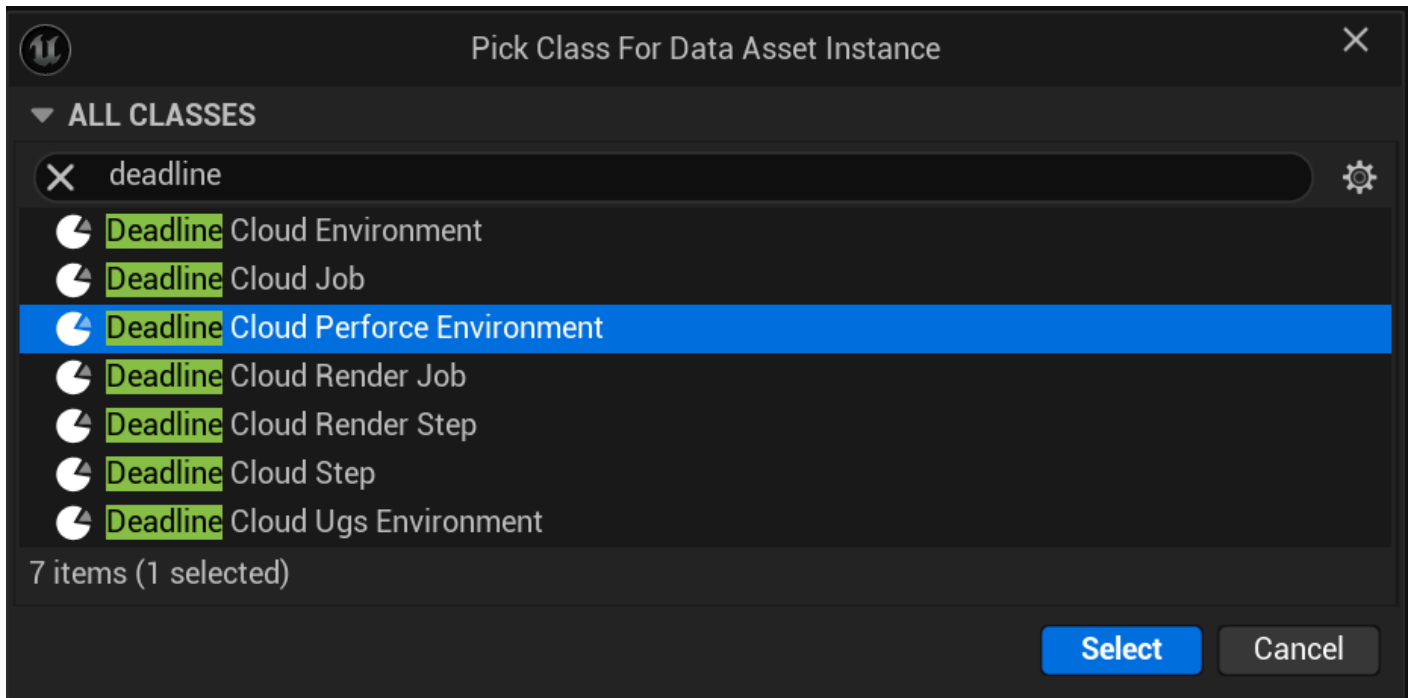 Pick Class For Data Asset Instance
ALL CLASSES
deadline
Deadline Cloud Environment
Deadline Cloud Job
Deadline Cloud Perforce Environment
Deadline Cloud Render Job
Deadline Cloud Render Step
Deadline Cloud Step
Deadline Cloud Ugs Environment
7 items (1 selected)
Select Cancel